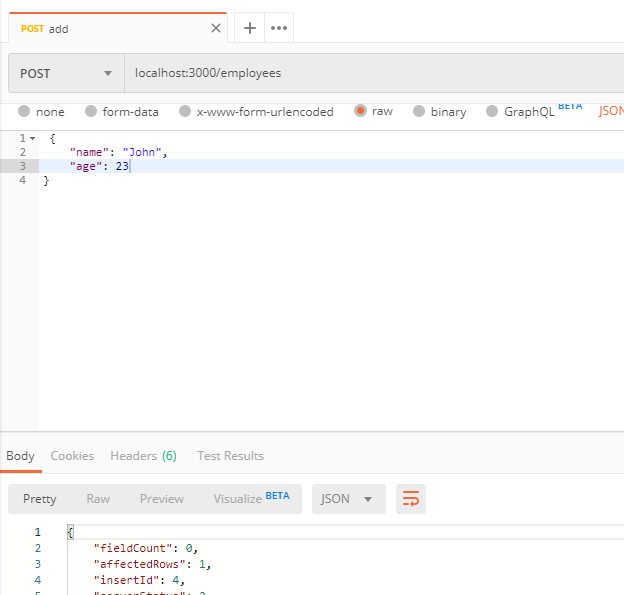 POST add
POST localhost:3000/employees
none form-data x-www-form-urlencoded raw binary GraphQL BETA JSON
1 {
2 "name": "John",
3 "age": 23
4 }
Body Cookies Headers (6) Test Results
Pretty Raw Preview Visualize BETA JSON
1 {
2 "fieldCount": 0,
3 "affectedRows": 1,
4 "insertId": 4,